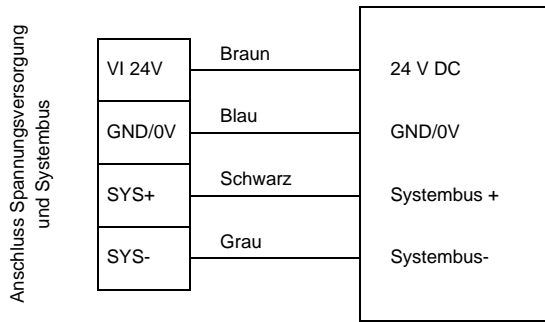 Anschluss Spannungsversorgung
und Systembus
VI 24V
Braun
24 V DC
GND/0V
Blau
GND/0V
SYS+
Schwarz
Systembus +
SYS-
Grau
Systembus-